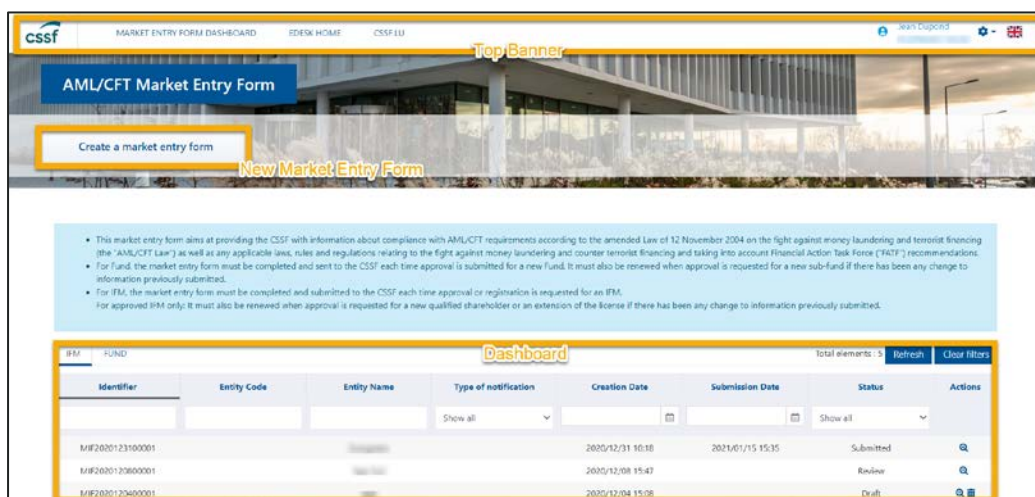 cssf
MARKET ENTRY FORM DASHBOARD EDESK HOME CSSF.LU
Jean Dupond
Top Banner
AML/CFT Market Entry Form
Create a market entry form
New Market Entry Form
• This market entry form aims at providing the CSSF with information about compliance with AML/CFT requirements according to the amended Law of 12 November 2004 on the fight against money laundering and terrorist financing
(the "AML/CFT Law") as well as any applicable laws, rules and regulations relating to the fight against money laundering and counter terrorist financing and taking into account Financial Action Task Force ("FATF") recommendations.
• For Fund, the market entry form must be completed and sent to the CSSF each time approval is submitted for a new Fund. It must also be renewed when approval is requested for a new sub-fund if there has been any change to
information previously submitted.
• For IFM, the market entry form must be completed and submitted to the CSSF each time approval or registration is requested for an IFM.
For approved IFM only: It must also be renewed when approval is requested for a new qualified shareholder or an extension of the license if there has been any change to information previously submitted.
IFM FUND Dashboard Total elements : 5 Refresh Clear filters
Identifier Entity Code Entity Name Type of notification Creation Date Submission Date Status Actions
Show all Show all
MIF2020123100001 2020/12/31 10:18 2021/01/15 15:35 Submitted
MIF2020120800001 2020/12/08 15:47 Review
MIF2020120400001 2020/12/04 15:08 Draft